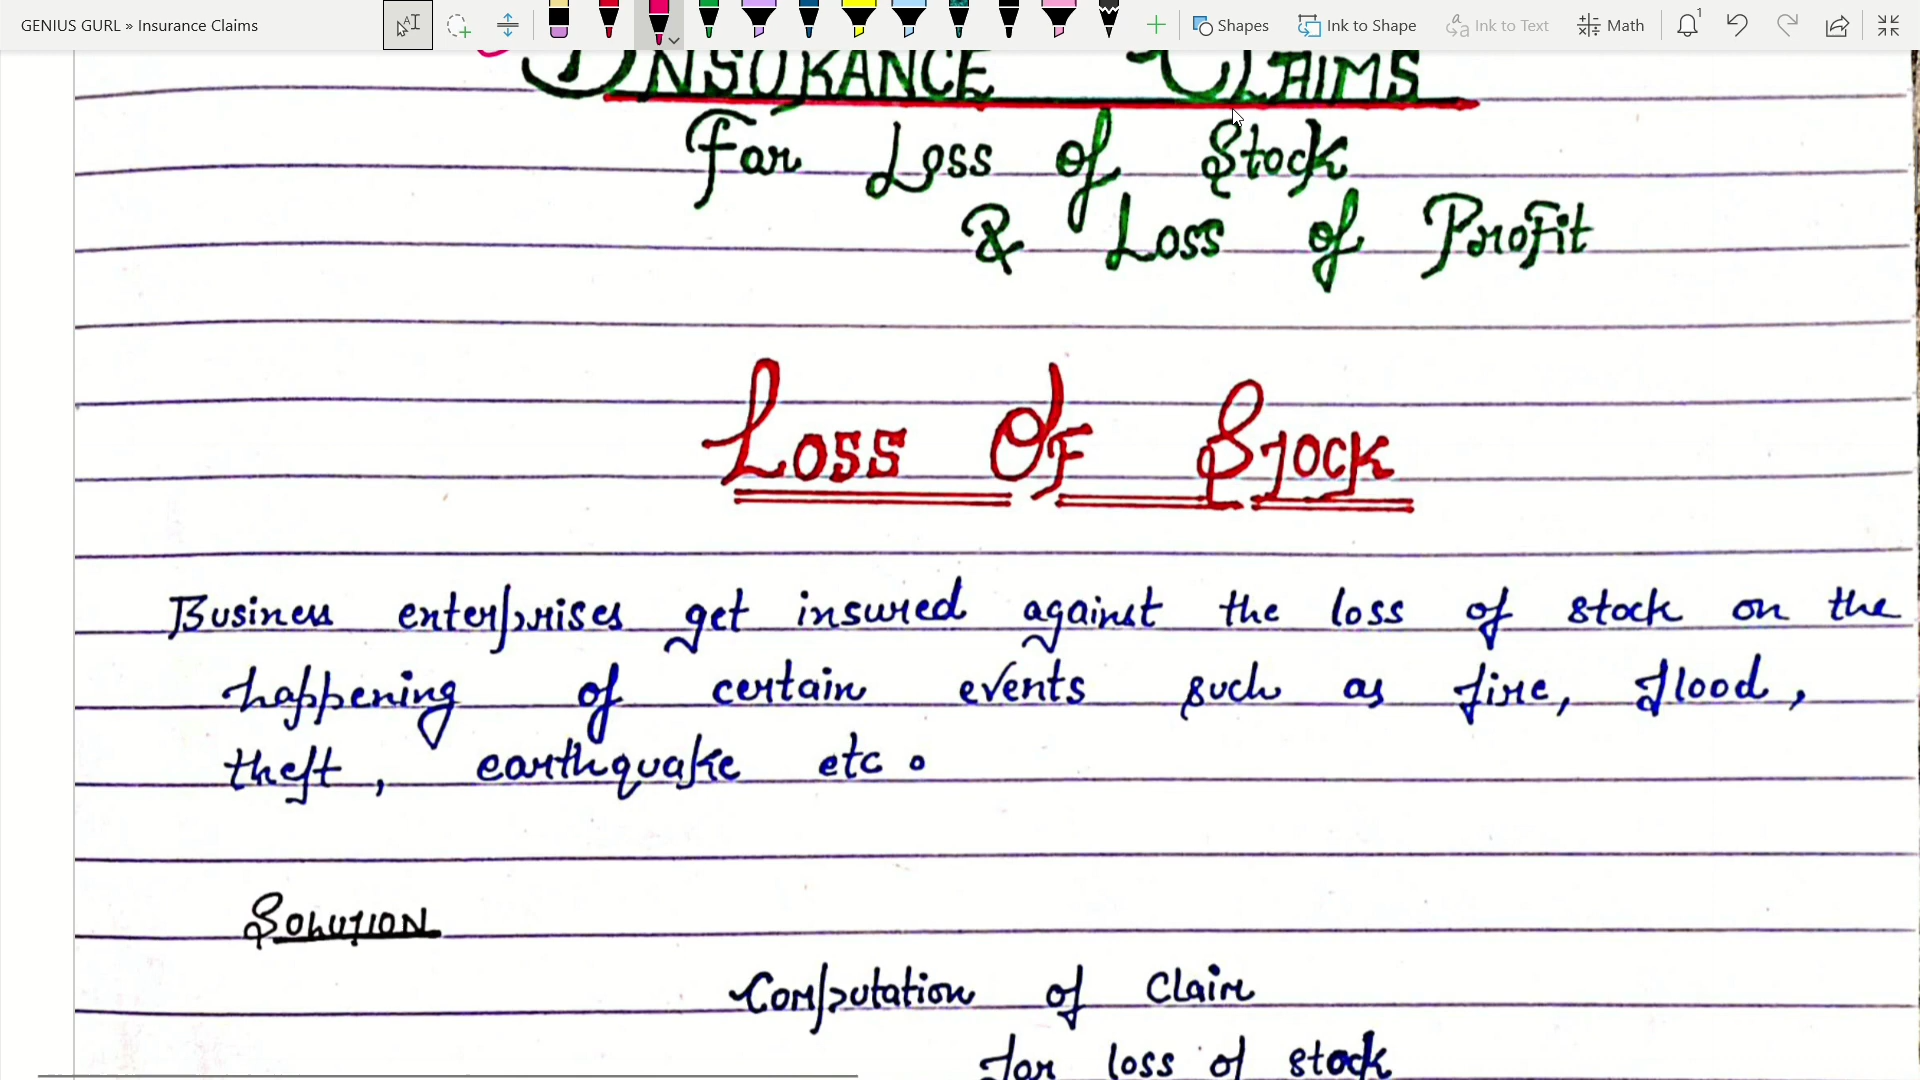 GENIUS GURL » Insurance Claims
Shapes
Ink to Shape
Ink to Text
Math
1
INSURANCE CLAIMS
For Loss of Stock
& Loss of Profit
LOSS OF STOCK
Business enterprises get insured against the loss of stock on the
happening of certain events such as fire, flood,
theft, earthquake etc.
SOLUTION
Computation of Claim
for loss of stock